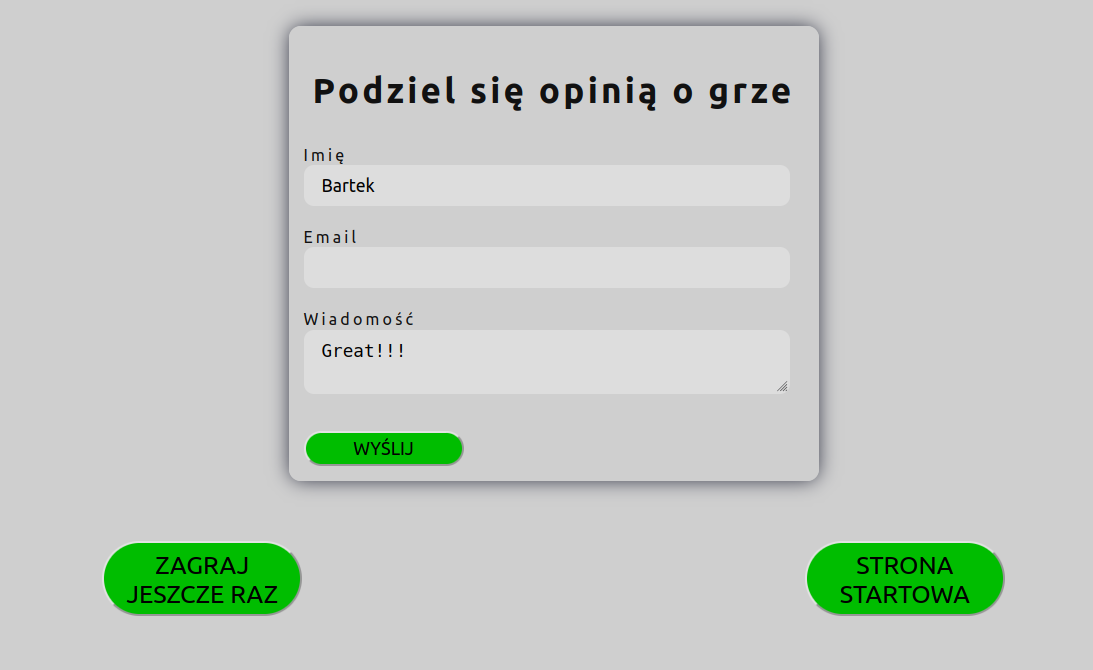 Podziel się opinią o grze
Imię
Bartek
Email
Wiadomość
Great!!!
WYŚLIJ
ZAGRAJ
JESZCZE RAZ
STRONA
STARTOWA